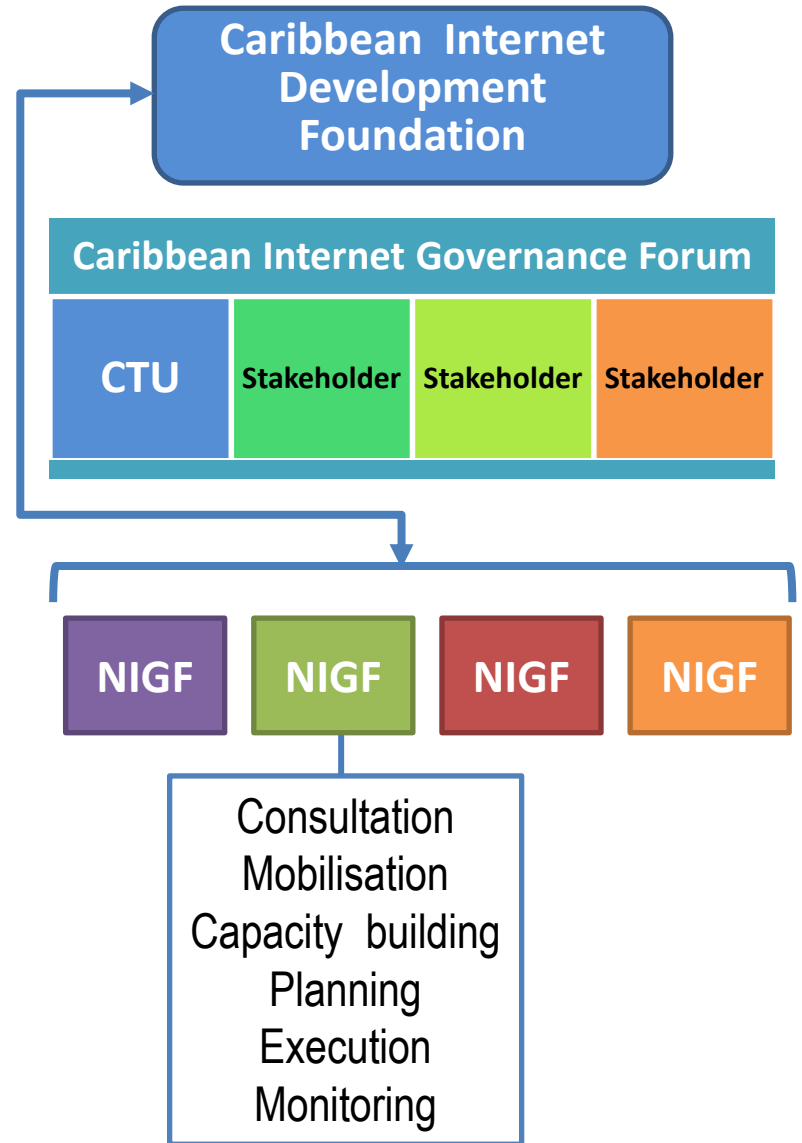 Caribbean Internet
Development
Foundation
Caribbean Internet Governance Forum
CTU
Stakeholder
Stakeholder
Stakeholder
NIGF
NIGF
NIGF
NIGF
Consultation
Mobilisation
Capacity building
Planning
Execution
Monitoring